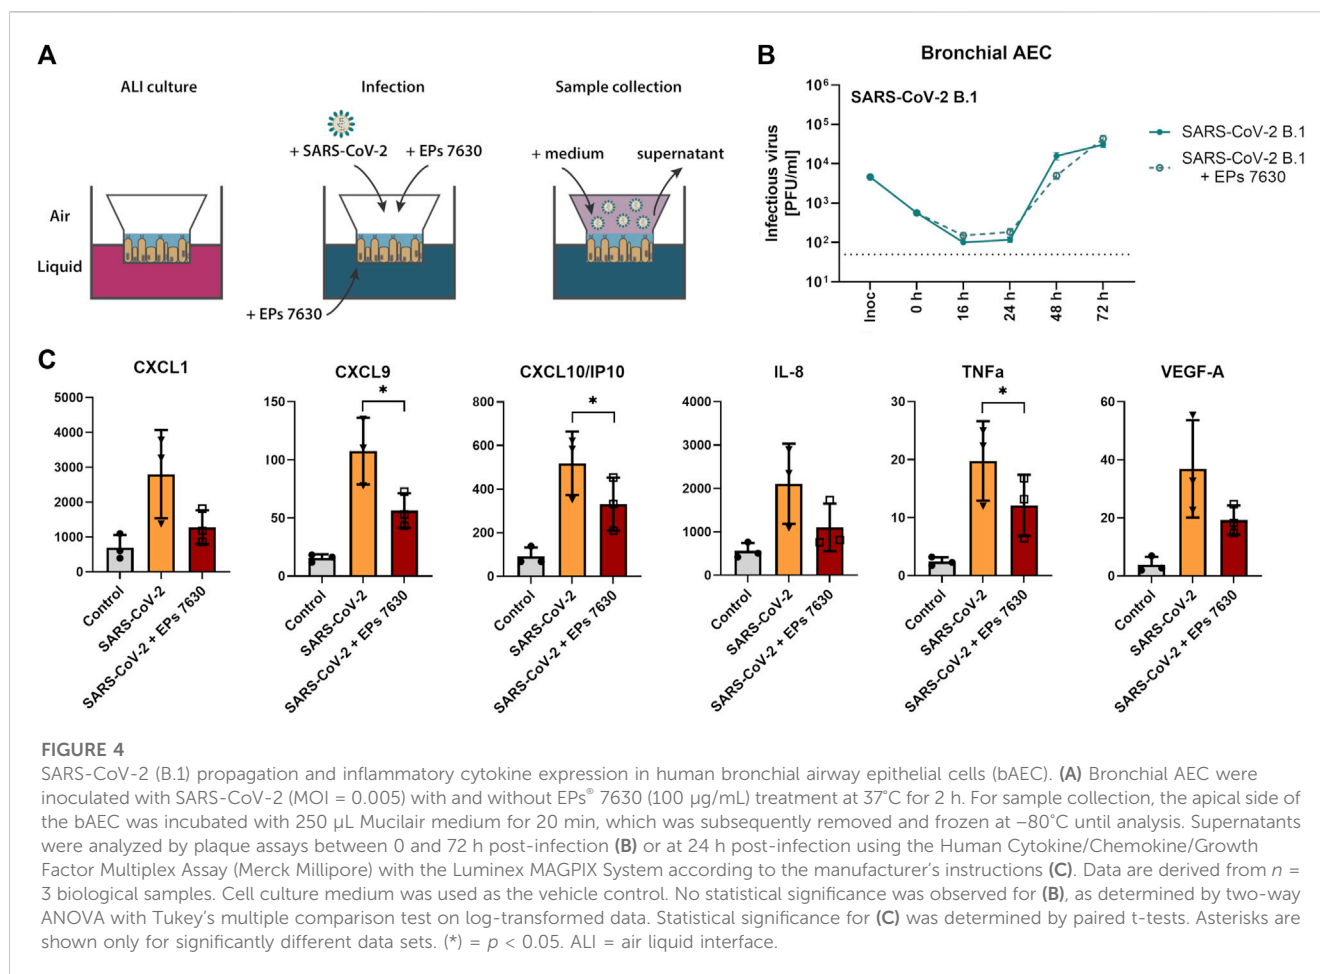 A
ALI culture
Infection
Sample collection
+ SARS-CoV-2
+ EPs 7630
+ medium
supernatant
Air
Liquid
+ EPs 7630
B
Bronchial AEC
SARS-CoV-2 B.1
Infectious virus
[PFU/ml]
10⁶
10⁵
10⁴
10³
10²
10¹
Inoc
0 h
16 h
24 h
48 h
72 h
SARS-CoV-2 B.1
SARS-CoV-2 B.1
+ EPs 7630
C
CXCL1
5000
4000
3000
2000
1000
0
Control
SARS-CoV-2
SARS-CoV-2 + EPs 7630
CXCL9
150
100
50
0
*
Control
SARS-CoV-2
SARS-CoV-2 + EPs 7630
CXCL10/IP10
800
600
400
200
0
*
Control
SARS-CoV-2
SARS-CoV-2 + EPs 7630
IL-8
4000
3000
2000
1000
0
Control
SARS-CoV-2
SARS-CoV-2 + EPs 7630
TNFa
30
20
10
0
*
Control
SARS-CoV-2
SARS-CoV-2 + EPs 7630
VEGF-A
60
40
20
0
Control
SARS-CoV-2
SARS-CoV-2 + EPs 7630
FIGURE 4
SARS-CoV-2 (B.1) propagation and inflammatory cytokine expression in human bronchial airway epithelial cells (bAEC). (A) Bronchial AEC were
inoculated with SARS-CoV-2 (MOI = 0.005) with and without EPs® 7630 (100 µg/mL) treatment at 37°C for 2 h. For sample collection, the apical side of
the bAEC was incubated with 250 µL Mucilair medium for 20 min, which was subsequently removed and frozen at −80°C until analysis. Supernatants
were analyzed by plaque assays between 0 and 72 h post-infection (B) or at 24 h post-infection using the Human Cytokine/Chemokine/Growth
Factor Multiplex Assay (Merck Millipore) with the Luminex MAGPIX System according to the manufacturer's instructions (C). Data are derived from n =
3 biological samples. Cell culture medium was used as the vehicle control. No statistical significance was observed for (B), as determined by two-way
ANOVA with Tukey's multiple comparison test on log-transformed data. Statistical significance for (C) was determined by paired t-tests. Asterisks are
shown only for significantly different data sets. (*) = p < 0.05. ALI = air liquid interface.